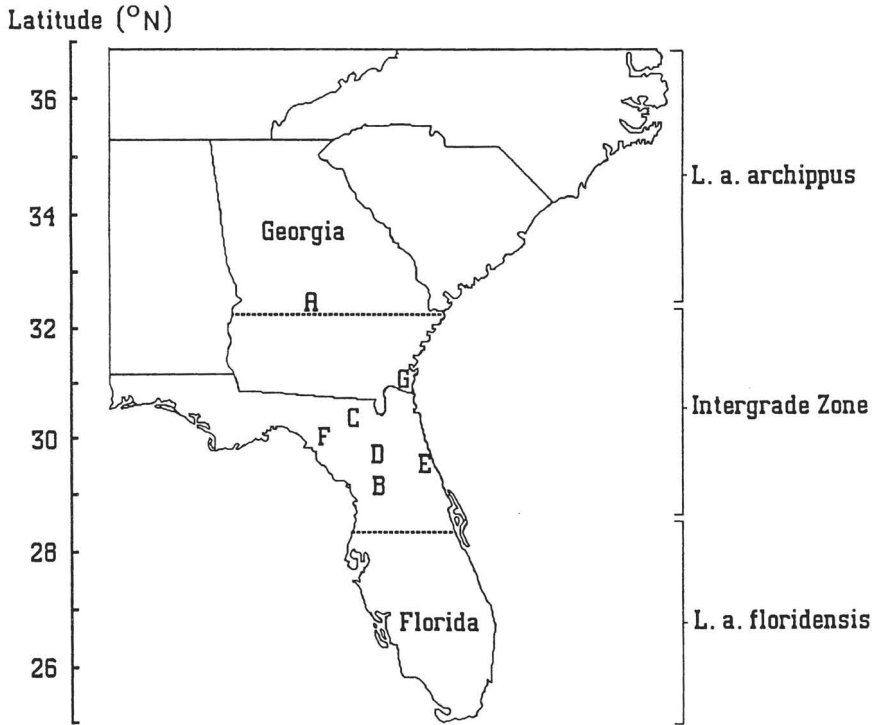 Latitude (°N)
36
34
32
30
28
26
Georgia
A
G
C
F
D
E
B
Florida
L. a. archippus
Intergrade Zone
L. a. floridensis